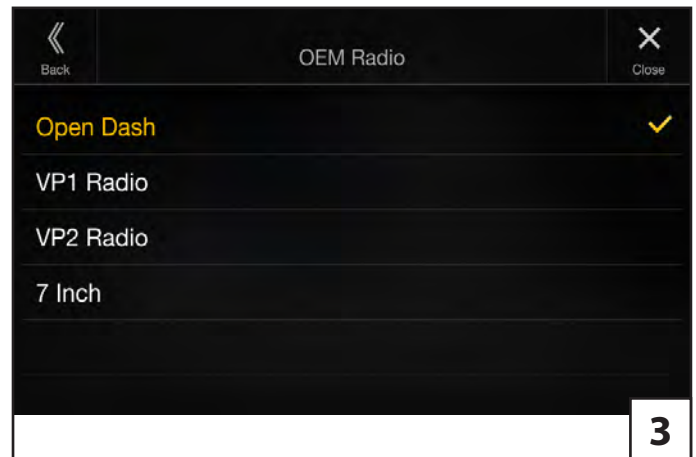 Back
OEM Radio
Close
Open Dash
VP1 Radio
VP2 Radio
7 Inch
3